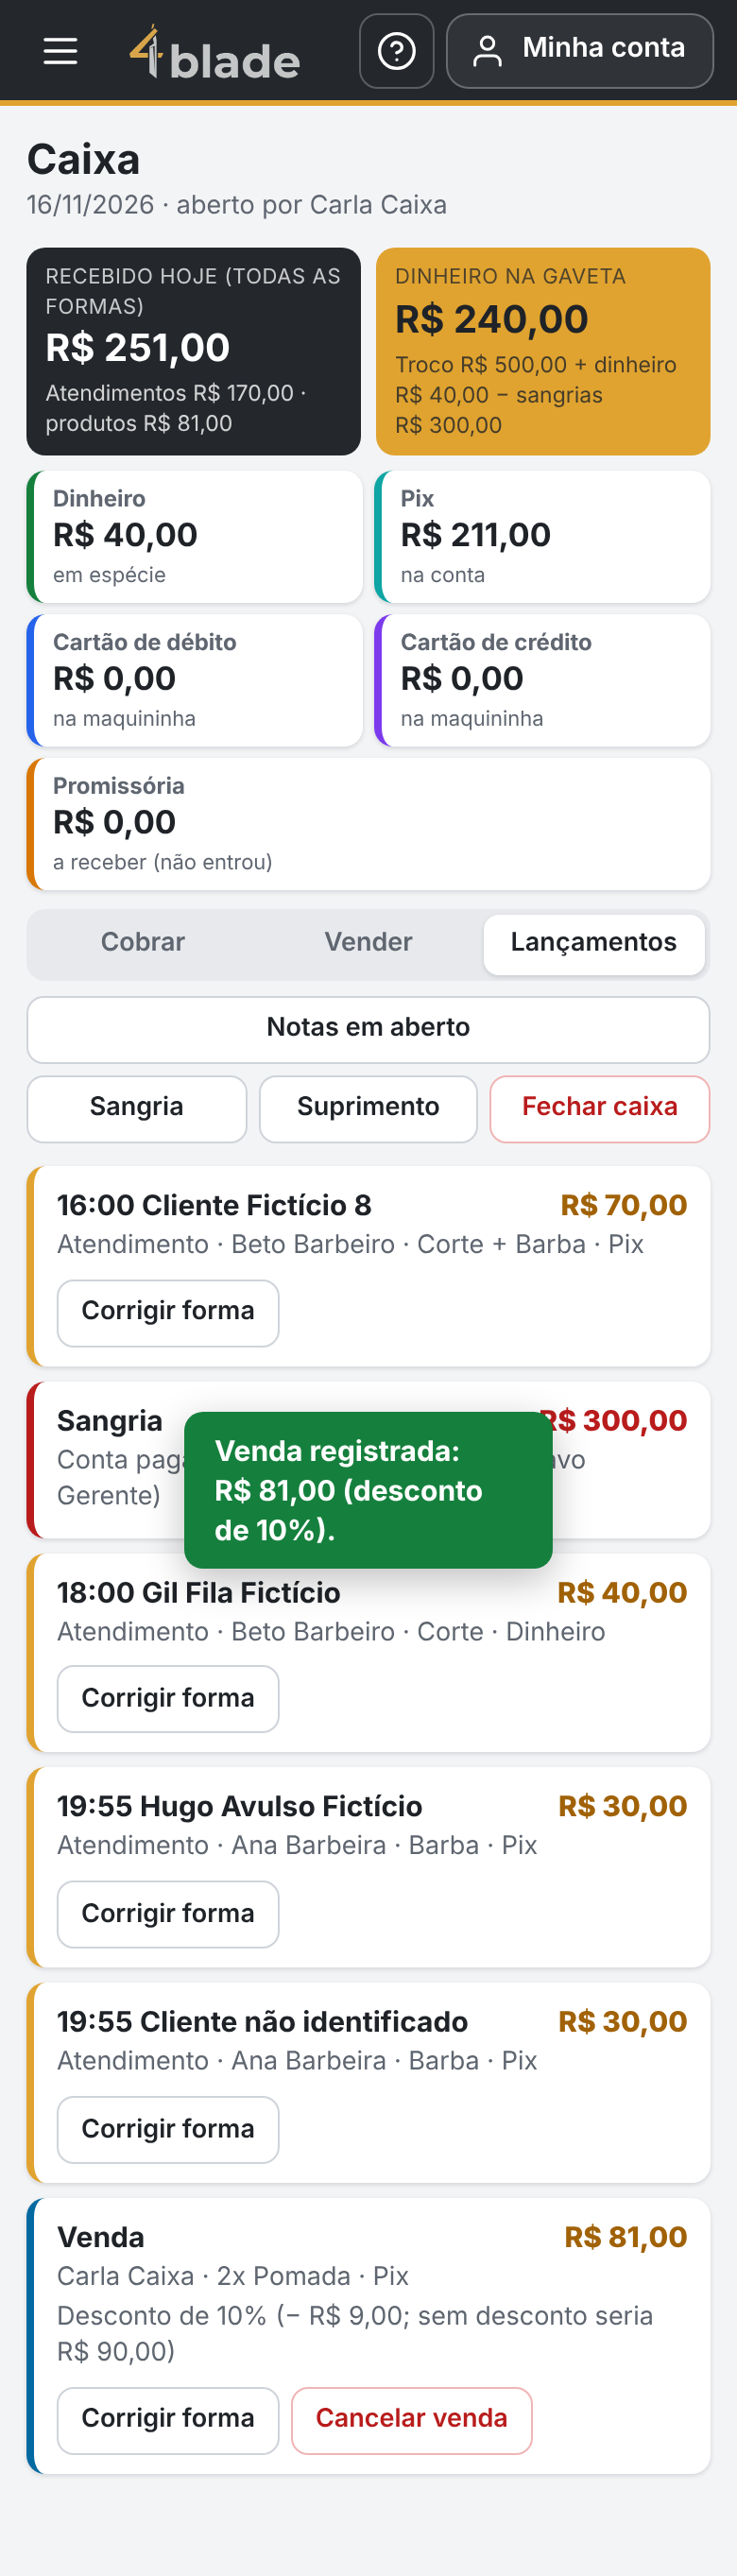 4blade
Minha conta
Caixa
16/11/2026 · aberto por Carla Caixa
RECEBIDO HOJE (TODAS AS
FORMAS)
R$ 251,00
Atendimentos R$ 170,00 ·
produtos R$ 81,00
DINHEIRO NA GAVETA
R$ 240,00
Troco R$ 500,00 + dinheiro
R$ 40,00 − sangrias
R$ 300,00
Dinheiro
R$ 40,00
em espécie
Pix
R$ 211,00
na conta
Cartão de débito
R$ 0,00
na maquininha
Cartão de crédito
R$ 0,00
na maquininha
Promissória
R$ 0,00
a receber (não entrou)
Cobrar
Vender
Lançamentos
Notas em aberto
Sangria
Suprimento
Fechar caixa
16:00 Cliente Fictício 8
R$ 70,00
Atendimento · Beto Barbeiro · Corte + Barba · Pix
Corrigir forma
Sangria
R$ 300,00
Conta
Gerente)
Venda registrada:
R$ 81,00 (desconto
de 10%).
18:00 Gil Fila Fictício
R$ 40,00
Atendimento · Beto Barbeiro · Corte · Dinheiro
Corrigir forma
19:55 Hugo Avulso Fictício
R$ 30,00
Atendimento · Ana Barbeira · Barba · Pix
Corrigir forma
19:55 Cliente não identificado
R$ 30,00
Atendimento · Ana Barbeira · Barba · Pix
Corrigir forma
Venda
R$ 81,00
Carla Caixa · 2x Pomada · Pix
Desconto de 10% (− R$ 9,00; sem desconto seria
R$ 90,00)
Corrigir forma
Cancelar venda